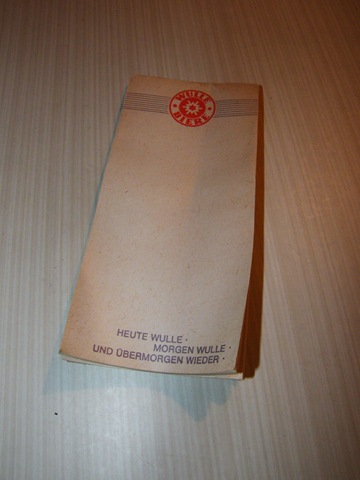 WULLE
BIERE
HEUTE WULLE ·
MORGEN WULLE ·
UND ÜBERMORGEN WIEDER ·